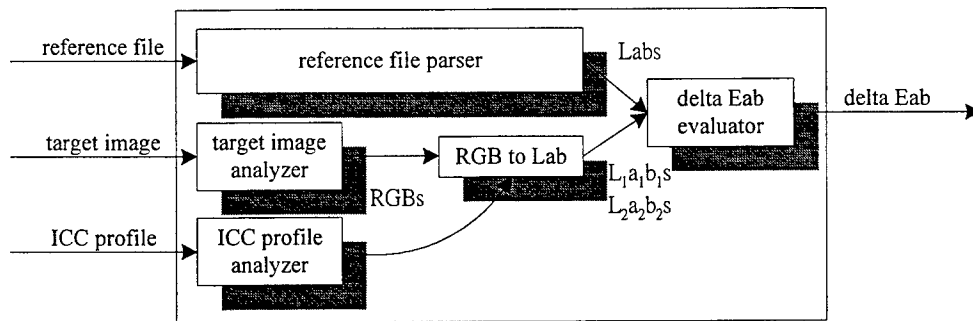 reference file
reference file parser
Labs
delta Eab
evaluator
delta Eab
target image
target image
analyzer
RGBs
RGB to Lab
L₁a₁b₁s
L₂a₂b₂s
ICC profile
ICC profile
analyzer